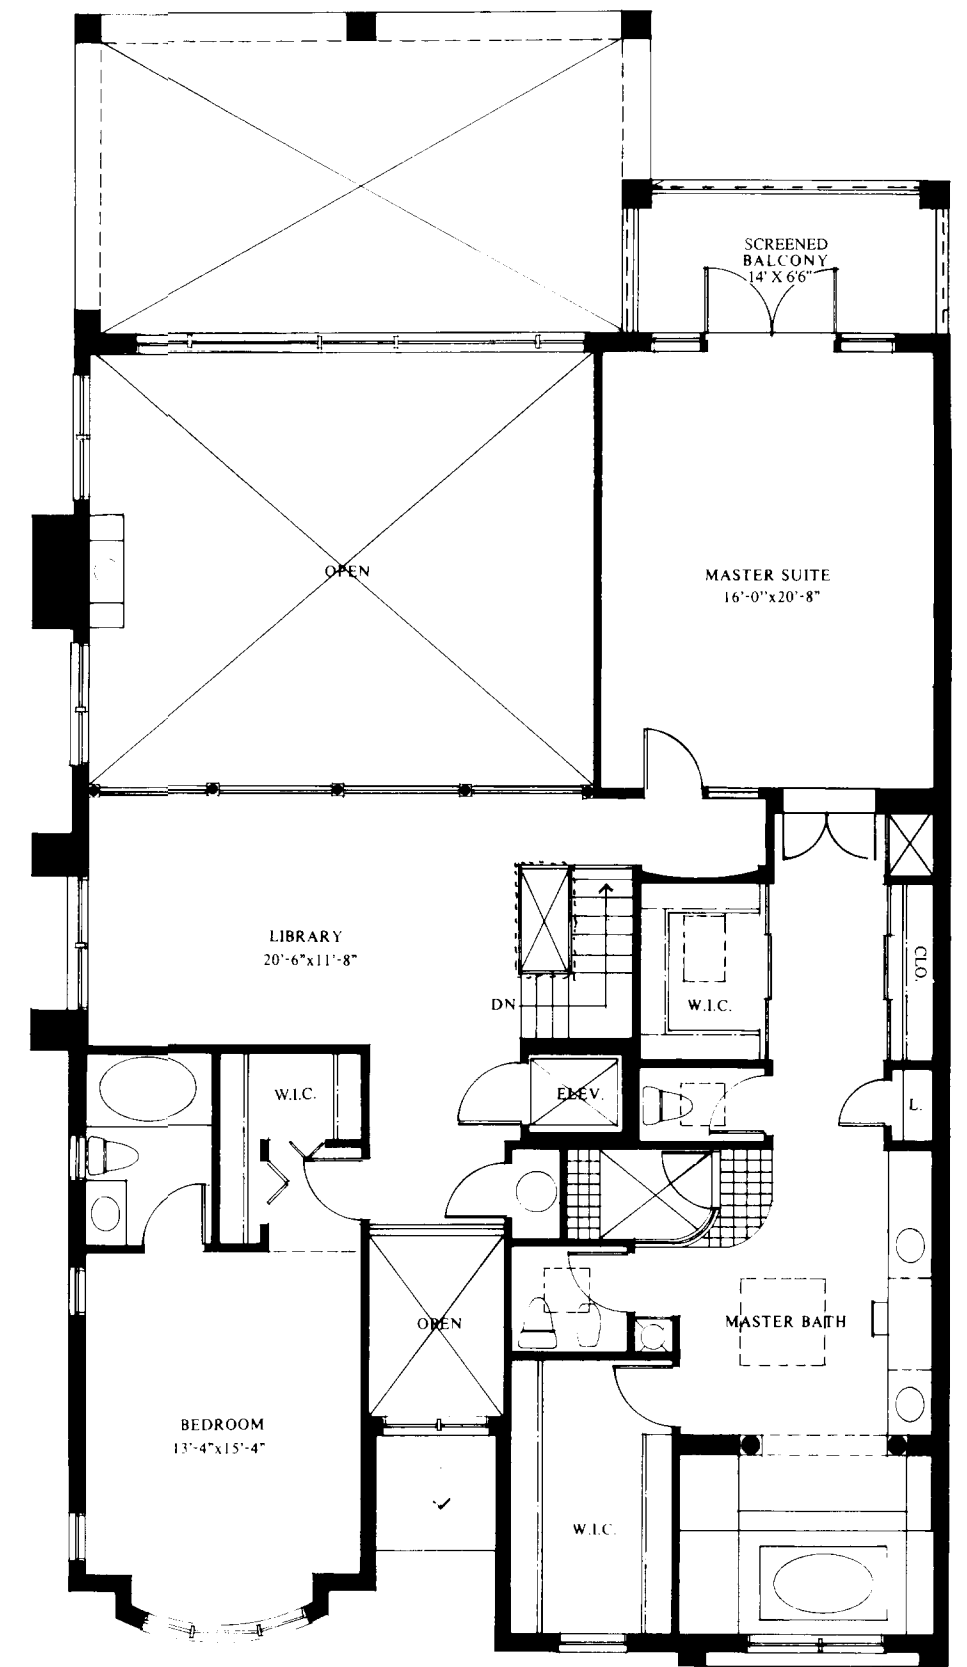 SCREENED
BALCONY
14' X 6'6"
OPEN
MASTER SUITE
16'-0"x20'-8"
LIBRARY
20'-6"x11'-8"
DN
W.I.C.
CLO.
W.I.C.
ELEV.
L.
OPEN
MASTER BATH
BEDROOM
13'-4"x15'-4"
W.I.C.